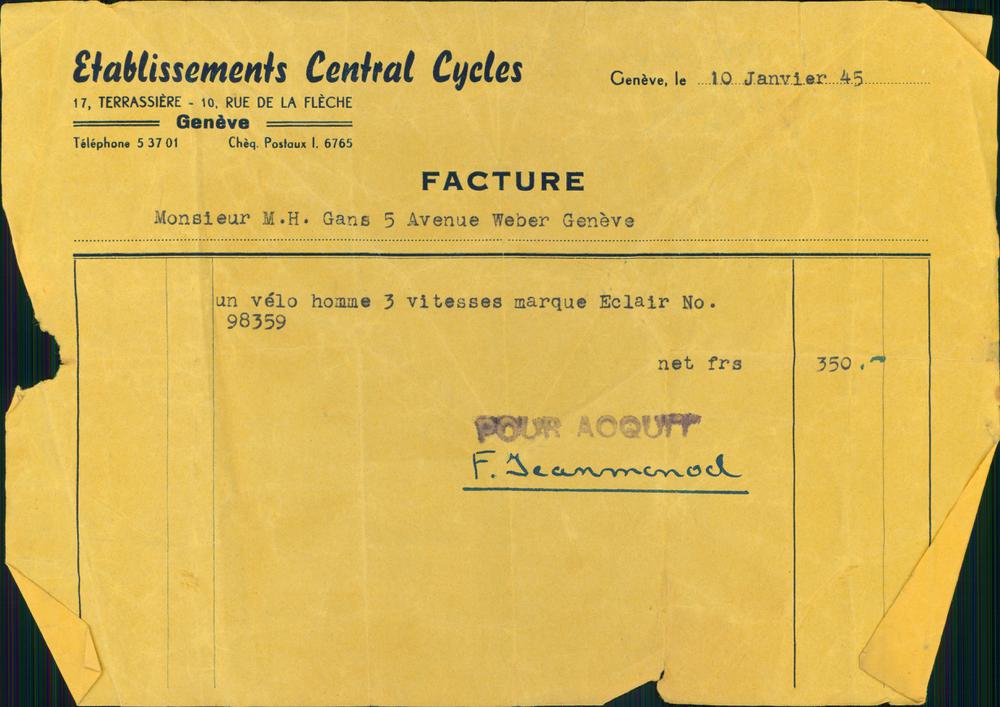 Etablissements Central Cycles
17, TERRASSIÈRE - 10, RUE DE LA FLÈCHE
Genève
Téléphone 5 37 01 Chèq. Postaux I. 6765
Genève, le 10 Janvier 45
FACTURE
Monsieur M.H. Gans 5 Avenue Weber Genève
un vélo homme 3 vitesses marque Eclair No.
98359
net frs 350.-
POUR ACQUIT
F. Jeanmonod